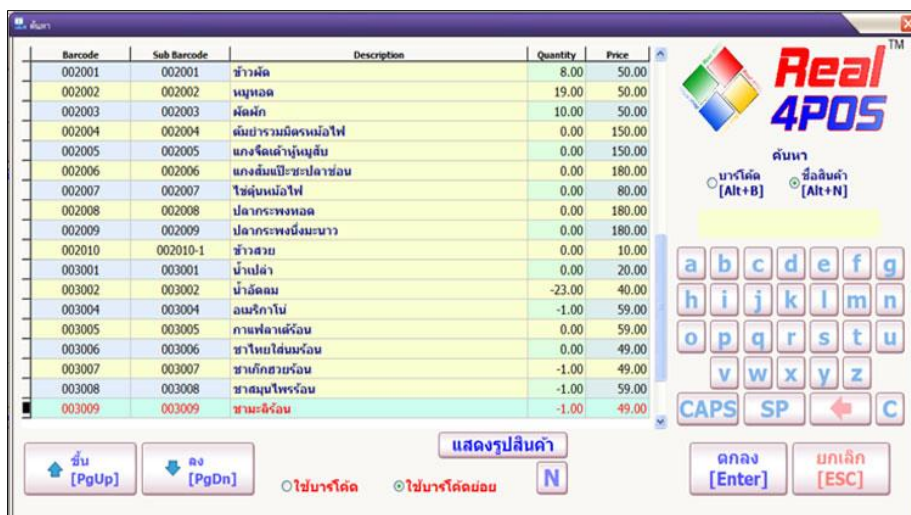 ค้นหา
Barcode Sub Barcode Description Quantity Price
002001 002001 ข้าวผัด 8.00 50.00
002002 002002 หมูทอด 19.00 50.00
002003 002003 ผัดผัก 10.00 50.00
002004 002004 ต้มยำรวมมิตรหม้อไฟ 0.00 150.00
002005 002005 แกงจืดเต้าหู้หมูสับ 0.00 150.00
002006 002006 แกงส้มแป๊ะซะปลาช่อน 0.00 180.00
002007 002007 ไข่ตุ๋นหม้อไฟ 0.00 80.00
002008 002008 ปลากระพงทอด 0.00 180.00
002009 002009 ปลากระพงนึ่งมะนาว 0.00 180.00
002010 002010-1 ข้าวสวย 0.00 10.00
003001 003001 น้ำเปล่า 0.00 20.00
003002 003002 น้ำอัดลม -23.00 40.00
003004 003004 อเมริกาโน่ -1.00 59.00
003005 003005 กาแฟลาเต้ร้อน 0.00 59.00
003006 003006 ชาไทยใส่นมร้อน 0.00 49.00
003007 003007 ชาเก๊กฮวยร้อน -1.00 49.00
003008 003008 ชาสมุนไพรร้อน -1.00 59.00
003009 003009 ชามะลิร้อน -1.00 49.00
Real TM
4POS
ค้นหา
บาร์โค้ด [Alt+B] ชื่อสินค้า [Alt+N]
a b c d e f g
h i j k l m n
o p q r s t u
v w x y z
CAPS SP C
ขึ้น [PgUp]
ลง [PgDn]
แสดงรูปสินค้า
ใช้บาร์โค้ด ใช้บาร์โค้ดย่อย N
ตกลง [Enter]
ยกเลิก [ESC]